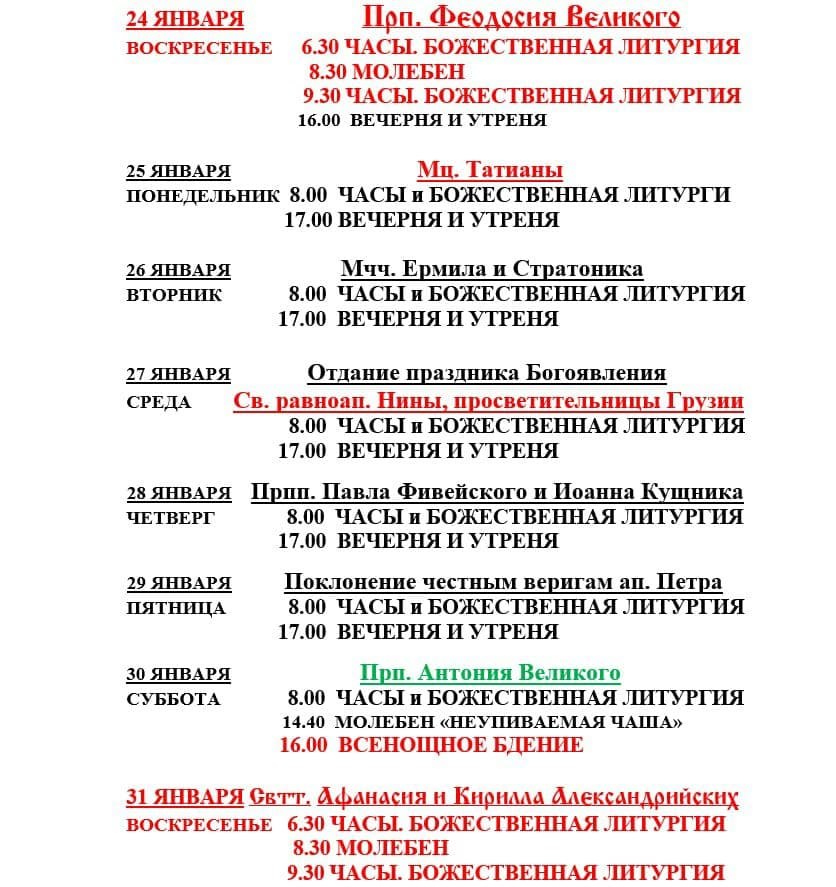 24 ЯНВАРЯ Прп. Феодосия Великого
ВОСКРЕСЕНЬЕ 6.30 ЧАСЫ. БОЖЕСТВЕННАЯ ЛИТУРГИЯ
8.30 МОЛЕБЕН
9.30 ЧАСЫ. БОЖЕСТВЕННАЯ ЛИТУРГИЯ
16.00 ВЕЧЕРНЯ И УТРЕНЯ
25 ЯНВАРЯ Мц. Татианы
ПОНЕДЕЛЬНИК 8.00 ЧАСЫ и БОЖЕСТВЕННАЯ ЛИТУРГИ
17.00 ВЕЧЕРНЯ И УТРЕНЯ
26 ЯНВАРЯ Мчч. Ермила и Стратоника
ВТОРНИК 8.00 ЧАСЫ и БОЖЕСТВЕННАЯ ЛИТУРГИЯ
17.00 ВЕЧЕРНЯ И УТРЕНЯ
27 ЯНВАРЯ Отдание праздника Богоявления
СРЕДА Св. равноап. Нины, просветительницы Грузии
8.00 ЧАСЫ и БОЖЕСТВЕННАЯ ЛИТУРГИЯ
17.00 ВЕЧЕРНЯ И УТРЕНЯ
28 ЯНВАРЯ Прпп. Павла Фивейского и Иоанна Кущника
ЧЕТВЕРГ 8.00 ЧАСЫ и БОЖЕСТВЕННАЯ ЛИТУРГИЯ
17.00 ВЕЧЕРНЯ И УТРЕНЯ
29 ЯНВАРЯ Поклонение честным веригам ап. Петра
ПЯТНИЦА 8.00 ЧАСЫ и БОЖЕСТВЕННАЯ ЛИТУРГИЯ
17.00 ВЕЧЕРНЯ И УТРЕНЯ
30 ЯНВАРЯ Прп. Антония Великого
СУББОТА 8.00 ЧАСЫ и БОЖЕСТВЕННАЯ ЛИТУРГИЯ
14.40 МОЛЕБЕН «НЕУПИВАЕМАЯ ЧАША»
16.00 ВСЕНОЩНОЕ БДЕНИЕ
31 ЯНВАРЯ Свтт. Афанасия и Кирилла Александрийских
ВОСКРЕСЕНЬЕ 6.30 ЧАСЫ. БОЖЕСТВЕННАЯ ЛИТУРГИЯ
8.30 МОЛЕБЕН
9.30 ЧАСЫ. БОЖЕСТВЕННАЯ ЛИТУРГИЯ